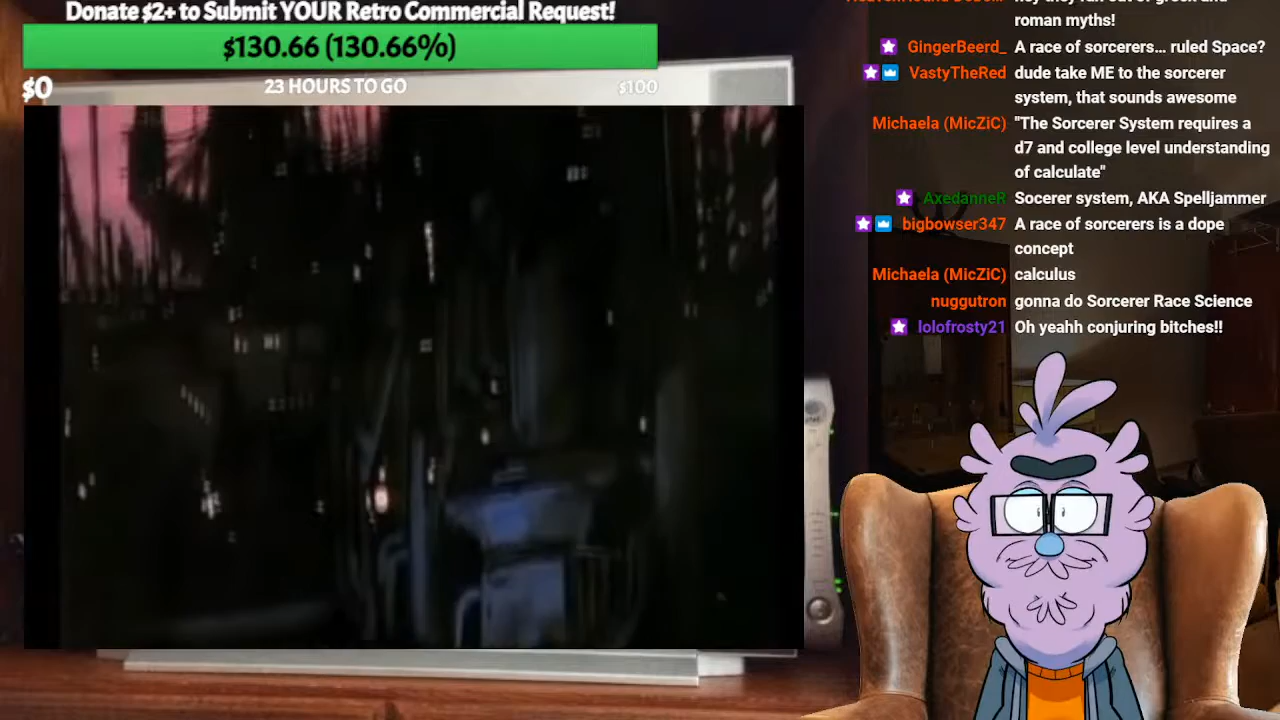 Donate $2+ to Submit YOUR Retro Commercial Request!
$130.66 (130.66%)
$0
23 HOURS TO GO
$100
roman myths!
GingerBeerd_ A race of sorcerers... ruled Space?
VastyTheRed dude take ME to the sorcerer
system, that sounds awesome
Michaela (MicZiC) "The Sorcerer System requires a
d7 and college level understanding
of calculate"
AxedanneR Socerer system, AKA Spelljammer
bigbowser347 A race of sorcerers is a dope
concept
Michaela (MicZiC) calculus
nuggutron gonna do Sorcerer Race Science
lolofrosty21 Oh yeahh conjuring bitches!!